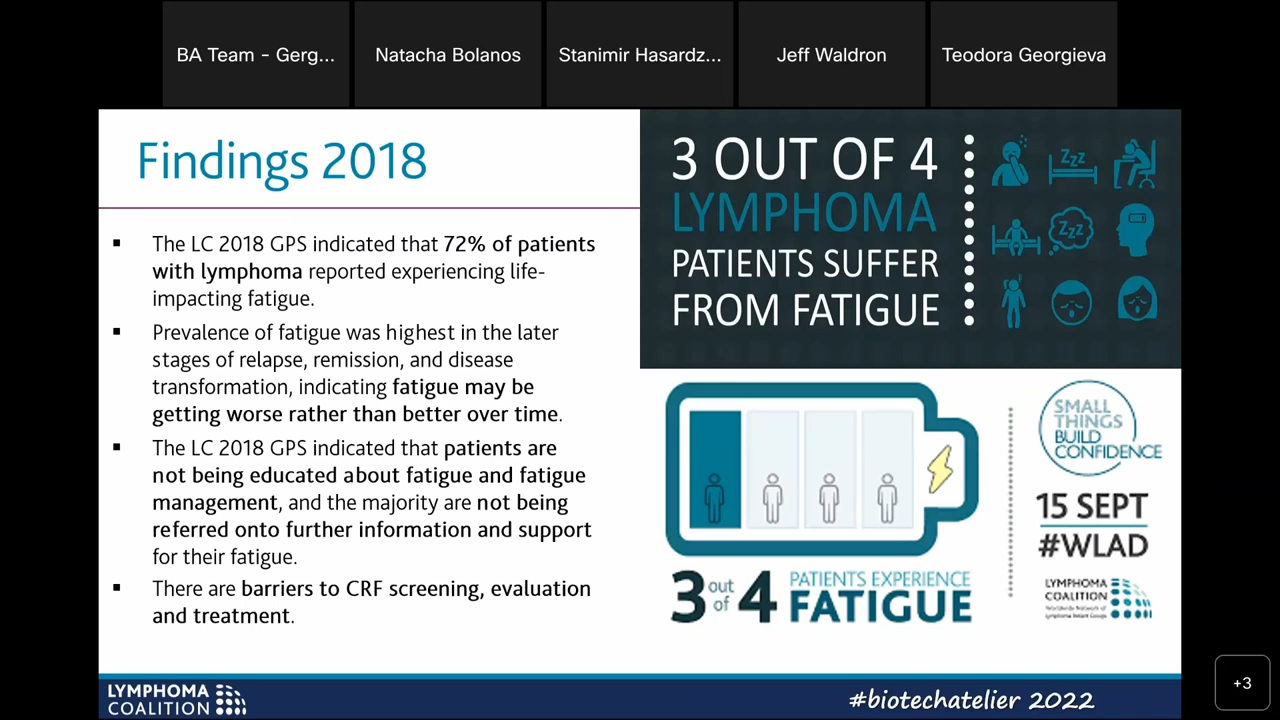 BA Team - Gerg...
Natacha Bolanos
Stanimir Hasardz...
Jeff Waldron
Teodora Georgieva
Findings 2018
▪ The LC 2018 GPS indicated that 72% of patients
with lymphoma reported experiencing life-
impacting fatigue.
▪ Prevalence of fatigue was highest in the later
stages of relapse, remission, and disease
transformation, indicating fatigue may be
getting worse rather than better over time.
▪ The LC 2018 GPS indicated that patients are
not being educated about fatigue and fatigue
management, and the majority are not being
referred onto further information and support
for their fatigue.
▪ There are barriers to CRF screening, evaluation
and treatment.
3 OUT OF 4
LYMPHOMA
PATIENTS SUFFER
FROM FATIGUE
Zzz
Zzz
3 out of 4 PATIENTS EXPERIENCE
FATIGUE
SMALL
THINGS
BUILD
CONFIDENCE
15 SEPT
#WLAD
LYMPHOMA
COALITION
Worldwide Network of
Lymphoma Patient Groups
LYMPHOMA
COALITION
#biotechatelier 2022
+3